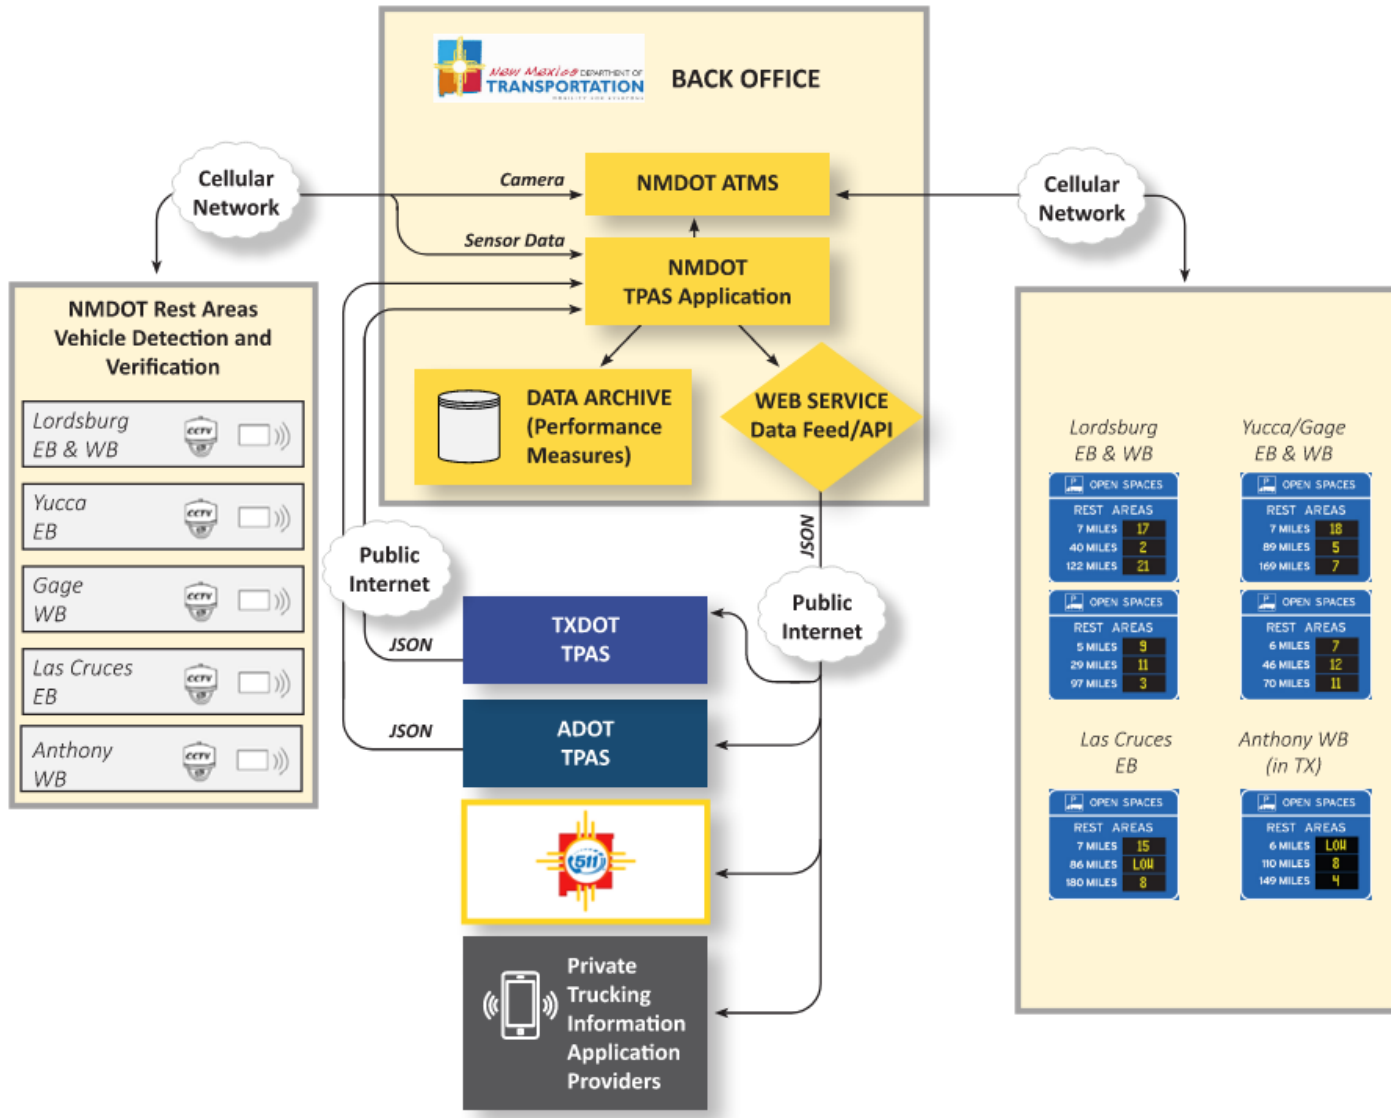 New Mexico DEPARTMENT OF
TRANSPORTATION
BACK OFFICE
Cellular
Network
Camera
NMDOT ATMS
Cellular
Network
Sensor Data
NMDOT
TPAS Application
NMDOT Rest Areas
Vehicle Detection and
Verification
Lordsburg
EB & WB
CCTV
Yucca
EB
CCTV
Gage
WB
CCTV
Las Cruces
EB
CCTV
Anthony
WB
CCTV
DATA ARCHIVE
(Performance
Measures)
WEB SERVICE
Data Feed/API
JSON
Public
Internet
Public
Internet
JSON
TXDOT
TPAS
JSON
ADOT
TPAS
511
Private
Trucking
Information
Application
Providers
Lordsburg
EB & WB
P OPEN SPACES
REST AREAS
7 MILES 17
40 MILES 2
122 MILES 21
P OPEN SPACES
REST AREAS
5 MILES 9
29 MILES 11
97 MILES 3
Yucca/Gage
EB & WB
P OPEN SPACES
REST AREAS
7 MILES 18
89 MILES 5
169 MILES 7
P OPEN SPACES
REST AREAS
6 MILES 7
46 MILES 12
70 MILES 11
Las Cruces
EB
P OPEN SPACES
REST AREAS
7 MILES 15
86 MILES LOW
180 MILES 8
Anthony WB
(in TX)
P OPEN SPACES
REST AREAS
6 MILES LOW
110 MILES 8
149 MILES 4